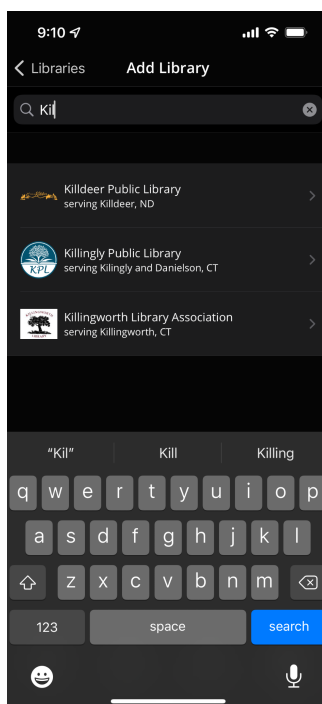 9:10
Libraries
Add Library
Kil
Killdeer Public Library
serving Killdeer, ND
KPL
Killingly Public Library
serving Kilingly and Danielson, CT
Killingworth Library Association
serving Killingworth, CT
"Kil" Kill Killing
q w e r t y u i o p
a s d f g h j k l
z x c v b n m
123 space search